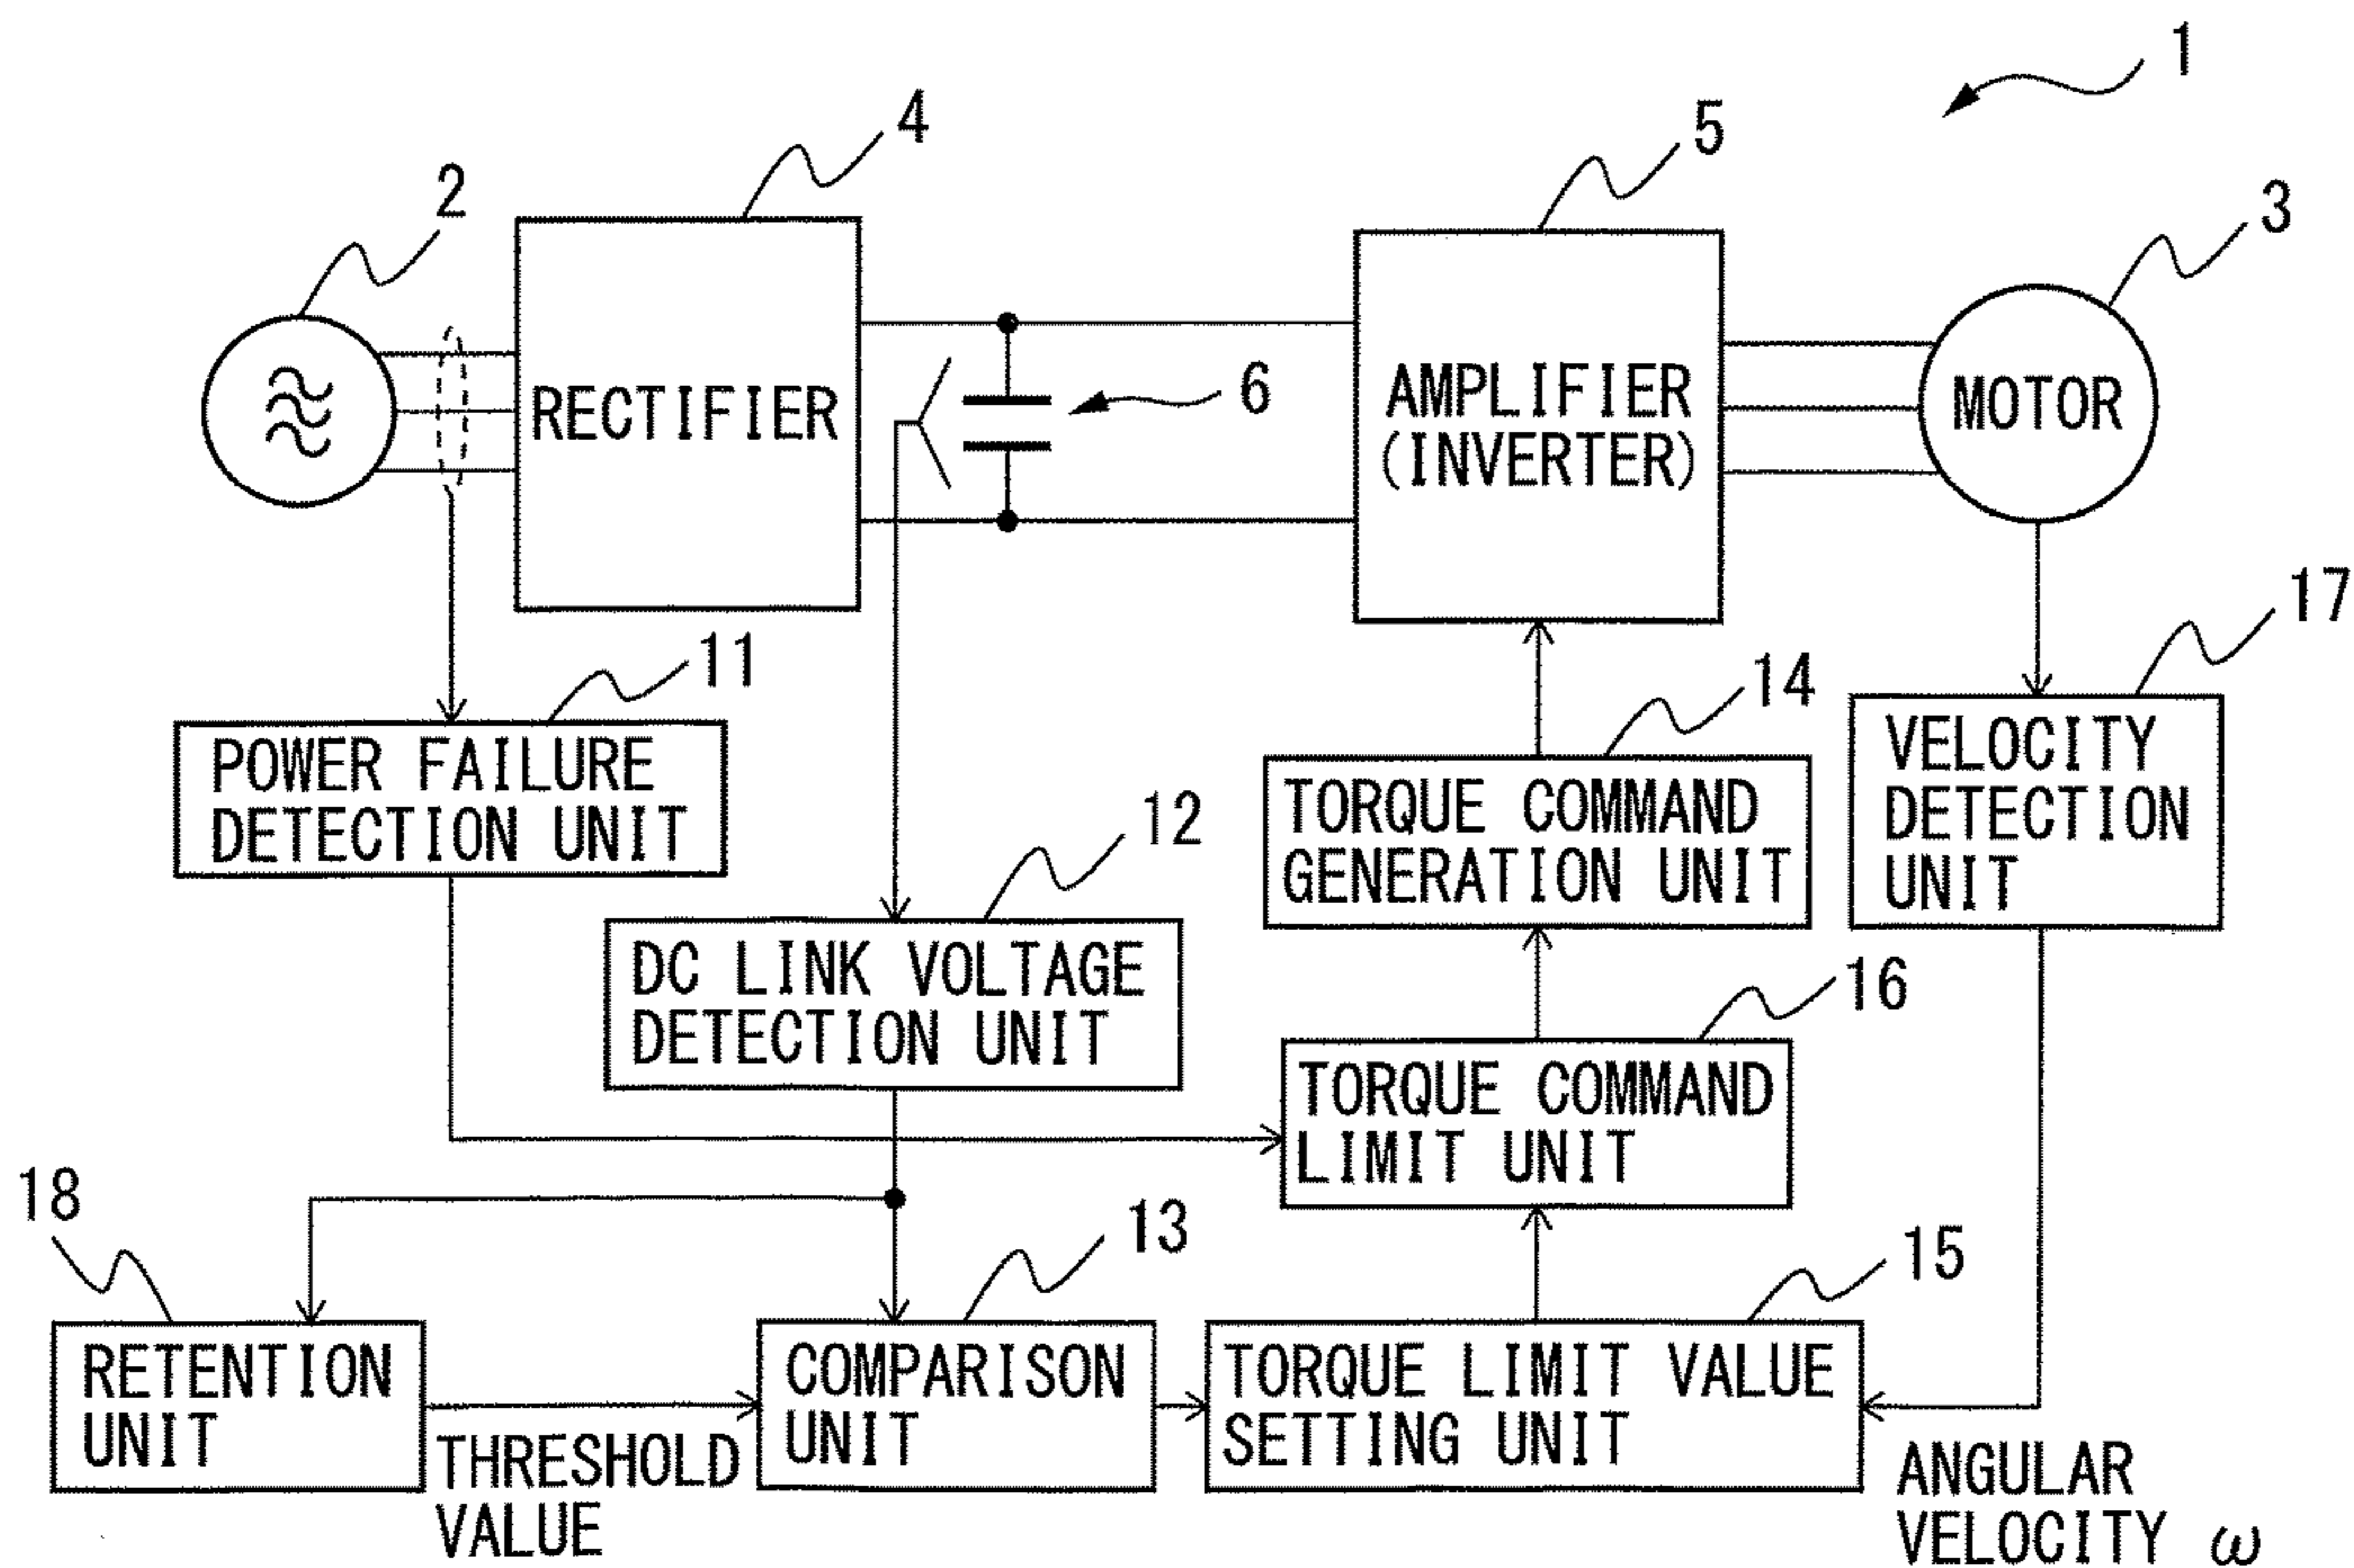 1
2
4
5
3
RECTIFIER
6
AMPLIFIER
(INVERTER)
MOTOR
11
POWER FAILURE
DETECTION UNIT
17
VELOCITY
DETECTION
UNIT
14
TORQUE COMMAND
GENERATION UNIT
12
DC LINK VOLTAGE
DETECTION UNIT
16
TORQUE COMMAND
LIMIT UNIT
18
RETENTION
UNIT
THRESHOLD
VALUE
13
COMPARISON
UNIT
15
TORQUE LIMIT VALUE
SETTING UNIT
ANGULAR
VELOCITY ω